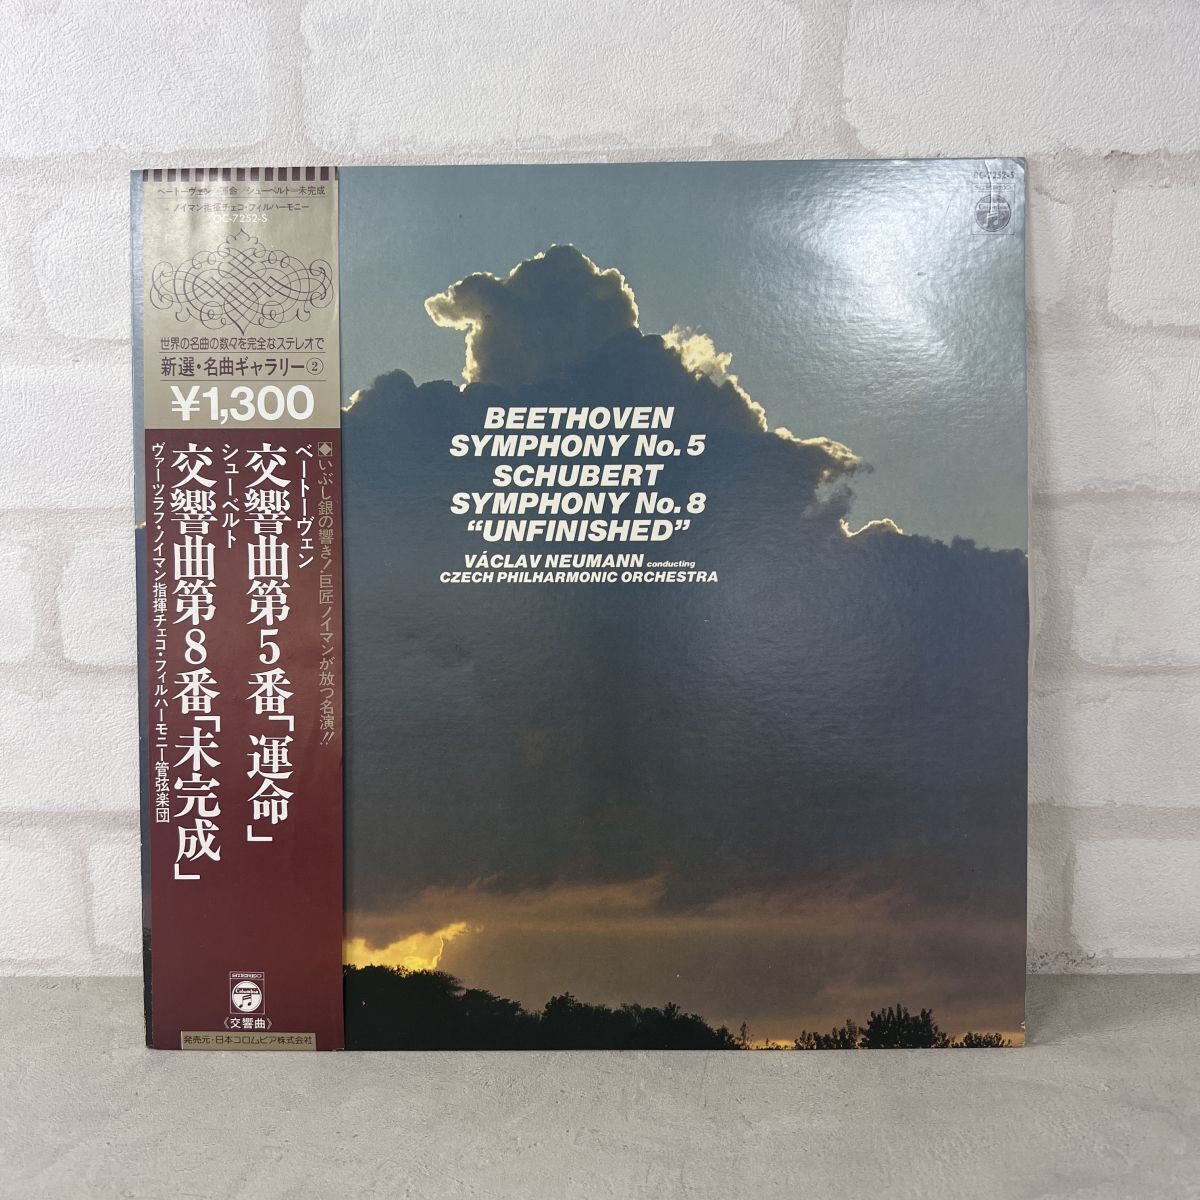 ベートーヴェン=運命/シューベルト=未完成
ノイマン指揮チェコ・フィルハーモニー
OC-7252-S
世界の名曲の数々を完全なステレオで
新選・名曲ギャラリー②
¥1,300
◆いぶし銀の響き!巨匠ノイマンが放つ名演!!
ベートーヴェン
交響曲第5番「運命」
シューベルト
交響曲第8番「未完成」
ヴァーツラフ・ノイマン指揮チェコ・フィルハーモニー管弦楽団
STEREO
Columbia
《交響曲》
発売元・日本コロムビア株式会社
OC-7252-S
Columbia
BEETHOVEN
SYMPHONY No. 5
SCHUBERT
SYMPHONY No. 8
“UNFINISHED”
VÁCLAV NEUMANN conducting
CZECH PHILHARMONIC ORCHESTRA